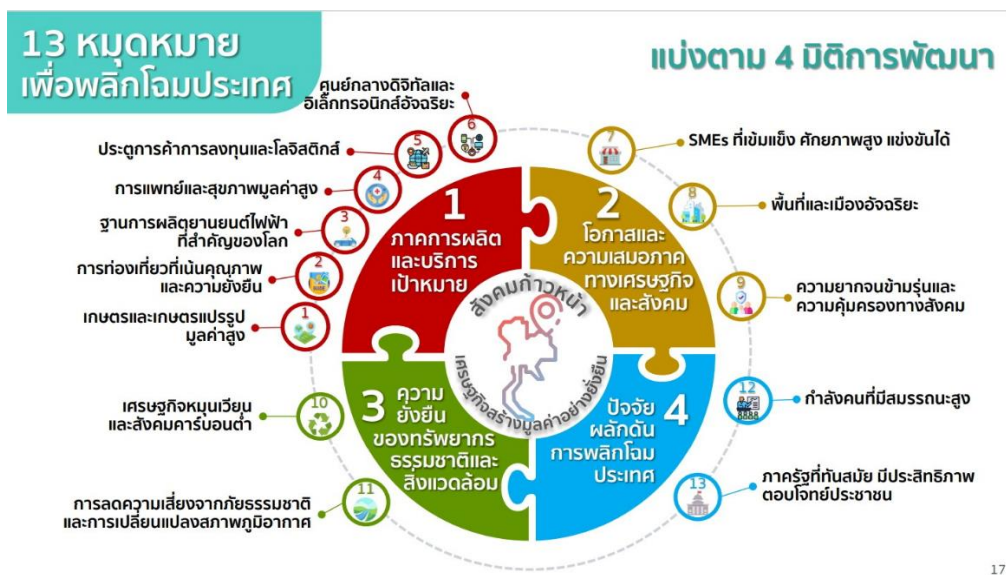 13 หมุดหมาย
เพื่อพลิกโฉมประเทศ
แบ่งตาม 4 มิติการพัฒนา
ศูนย์กลางดิจิทัลและ
อิเล็กทรอนิกส์อัจฉริยะ
6
ประตูการค้าการลงทุนและโลจิสติกส์
5
การแพทย์และสุขภาพมูลค่าสูง
4
ฐานการผลิตยานยนต์ไฟฟ้า
ที่สำคัญของโลก
3
การท่องเที่ยวที่เน้นคุณภาพ
และความยั่งยืน
2
เกษตรและเกษตรแปรรูป
มูลค่าสูง
1
1
ภาคการผลิต
และบริการ
เป้าหมาย
2
โอกาสและ
ความเสมอภาค
ทางเศรษฐกิจ
และสังคม
7
SMEs ที่เข้มแข็ง ศักยภาพสูง แข่งขันได้
8
พื้นที่และเมืองอัจฉริยะ
9
ความยากจนข้ามรุ่นและ
ความคุ้มครองทางสังคม
สังคมก้าวหน้า
เศรษฐกิจสร้างมูลค่าอย่างยั่งยืน
3 ความ
ยั่งยืน
ของทรัพยากร
ธรรมชาติและ
สิ่งแวดล้อม
10
เศรษฐกิจหมุนเวียน
และสังคมคาร์บอนต่ำ
11
การลดความเสี่ยงจากภัยธรรมชาติ
และการเปลี่ยนแปลงสภาพภูมิอากาศ
4
ปัจจัย
ผลักดัน
การพลิกโฉม
ประเทศ
12
กำลังคนที่มีสมรรถนะสูง
13
ภาครัฐที่ทันสมัย มีประสิทธิภาพ
ตอบโจทย์ประชาชน
17